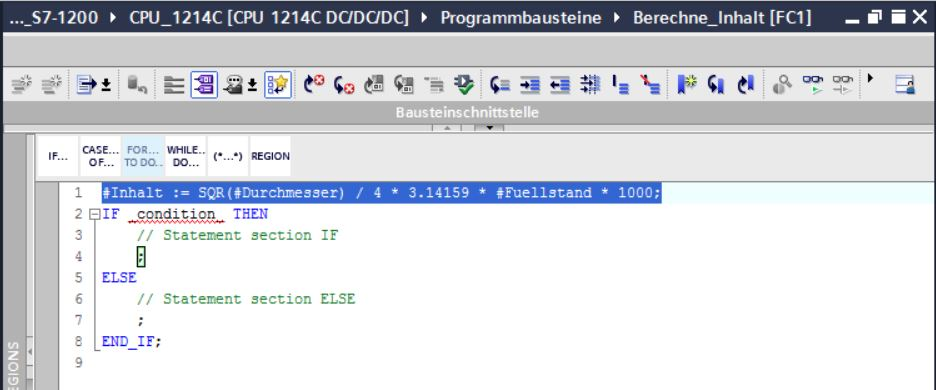 ..._S7-1200 ▸ CPU_1214C [CPU 1214C DC/DC/DC] ▸ Programmbausteine ▸ Berechne_Inhalt [FC1]
Bausteinschnittstelle
IF... CASE... OF... FOR... TO DO.. WHILE.. DO... (*...*) REGION
1 #Inhalt := SQR(#Durchmesser) / 4 * 3.14159 * #Fuellstand * 1000;
2 IF _condition_ THEN
3 // Statement section IF
4 ;
5 ELSE
6 // Statement section ELSE
7 ;
8 END_IF;
9
EGIONS